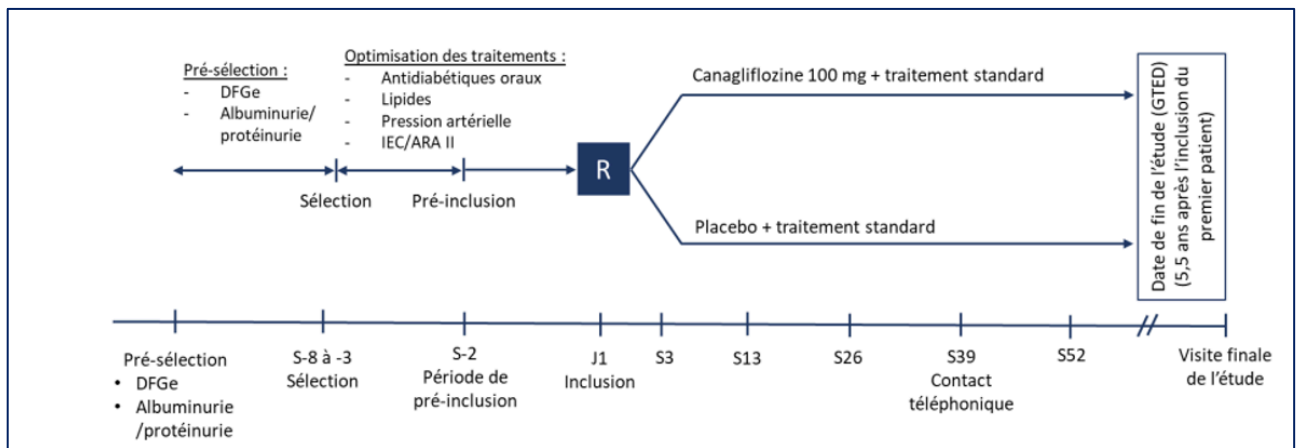 Pré-sélection :
- DFGe
- Albuminurie/
protéinurie
Optimisation des traitements :
- Antidiabétiques oraux
- Lipides
- Pression artérielle
- IEC/ARA II
Sélection
Pré-inclusion
R
Canagliflozine 100 mg + traitement standard
Placebo + traitement standard
Date de fin de l'étude (GTED)
(5,5 ans après l'inclusion du
premier patient)
Pré-sélection
• DFGe
• Albuminurie
/protéinurie
S-8 à -3
Sélection
S-2
Période de
pré-inclusion
J1
Inclusion
S3
S13
S26
S39
Contact
téléphonique
S52
Visite finale
de l'étude